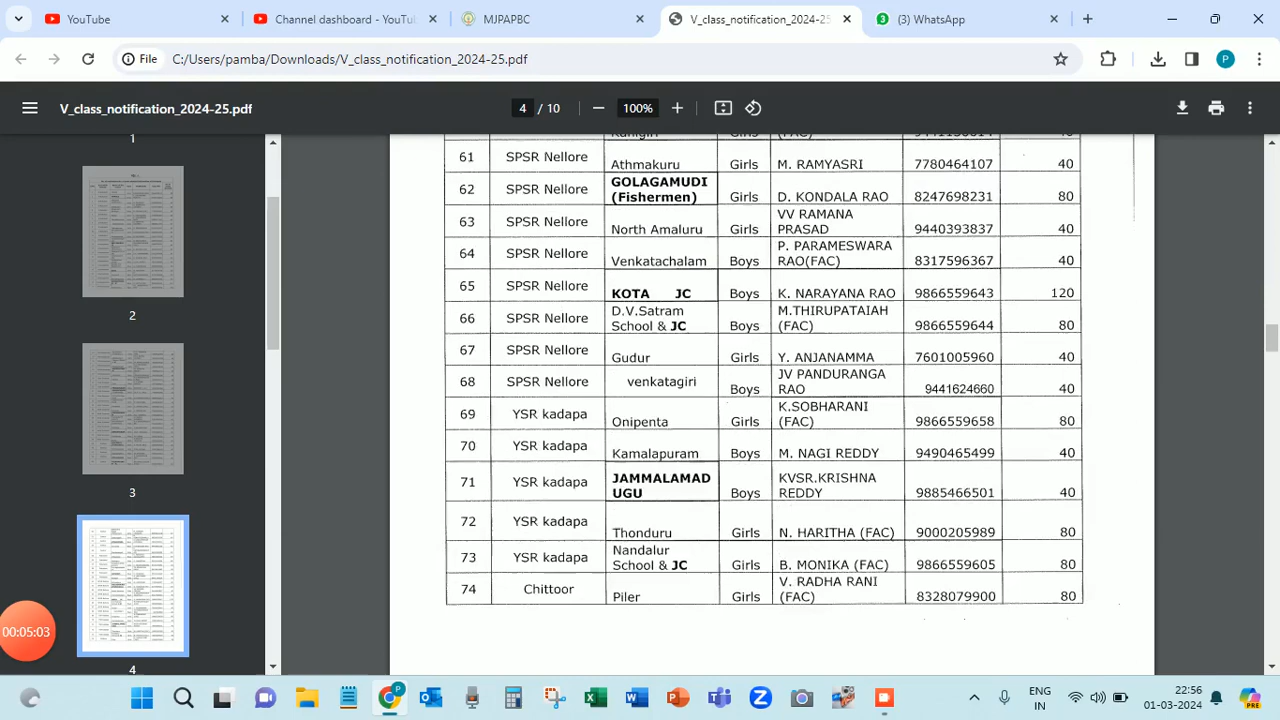 YouTube
Channel dashboard - YouTu
MJPAPBC
V_class_notification_2024-25.
(3) WhatsApp
File C:/Users/pamba/Downloads/V_class_notification_2024-25.pdf
P
V_class_notification_2024-25.pdf
4 / 10
100%
1
2
3
4
00:05:03
Girls (FAC) 40
61 SPSR Nellore Athmakuru Girls M. RAMYASRI 7780464107 40
62 SPSR Nellore GOLAGAMUDI
(Fishermen) Girls D. KONDALA RAO 8247698231 80
63 SPSR Nellore North Amaluru Girls VV RAMANA
PRASAD 9440393837 40
64 SPSR Nellore Venkatachalam Boys P. PARAMESWARA
RAO(FAC) 8317596367 40
65 SPSR Nellore KOTA JC Boys K. NARAYANA RAO 9866559643 120
66 SPSR Nellore D.V.Satram
School & JC Boys M.THIRUPATAIAH
(FAC) 9866559644 80
67 SPSR Nellore Gudur Girls Y. ANJANAMMA 7601005960 40
68 SPSR Nellore venkatagiri Boys JV PANDURANGA
RAO 9441624660 40
69 YSR kadapa Onipenta Girls K.SOBHARANI
(FAC) 9866559658 80
70 YSR kadapa Kamalapuram Boys M. NAGI REDDY 9490465499 40
71 YSR kadapa JAMMALAMAD
UGU Boys KVSR.KRISHNA
REDDY 9885466501 40
72 YSR kadapa Thonduru Girls N. HARITHA (FAC) 9000205989 80
73 YSR kadapa Nandalur
School & JC Girls B. MONIKA (FAC) 9866559605 80
74 Chittoor Piler Girls V. RADHA RANI
(FAC) 8328079900 80
ENG
IN
22:56
01-03-2024
PRE